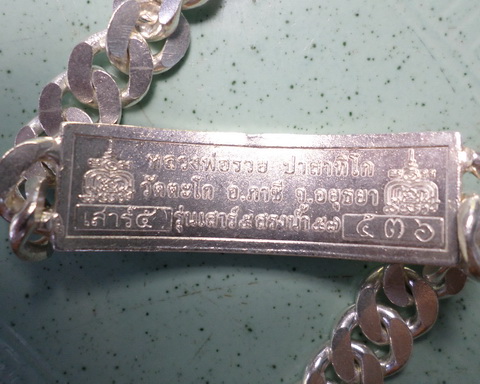 หลวงพ่อรวย ปาสาทิโก
วัดตะโก อ.ภาชี จ.อยุธยา
เสาร์๕ รุ่นเสาร์๕สรงน้ำ๕๗ ๕๓๖